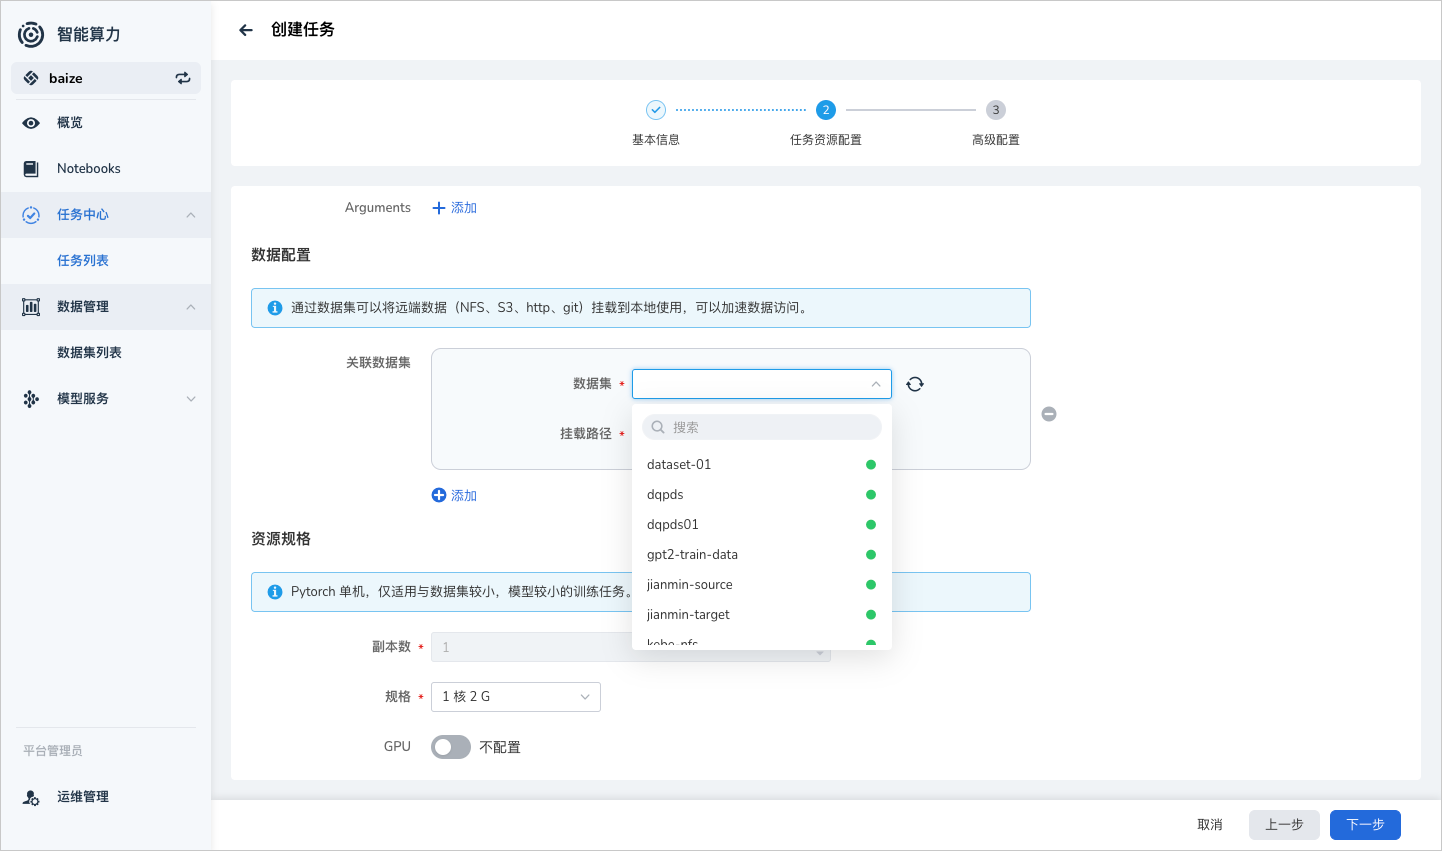 智能算力
baize
概览
Notebooks
任务中心
任务列表
数据管理
数据集列表
模型服务
平台管理员
运维管理
创建任务
2
3
基本信息
任务资源配置
高级配置
Arguments
添加
数据配置
通过数据集可以将远端数据（NFS、S3、http、git）挂载到本地使用，可以加速数据访问。
关联数据集
数据集 *
挂载路径 *
搜索
dataset-01
dqpds
dqpds01
gpt2-train-data
jianmin-source
jianmin-target
kebe-nfs
添加
资源规格
Pytorch 单机，仅适用与数据集较小，模型较小的训练任务。
副本数 * 1
规格 * 1 核 2 G
GPU 不配置
取消
上一步
下一步